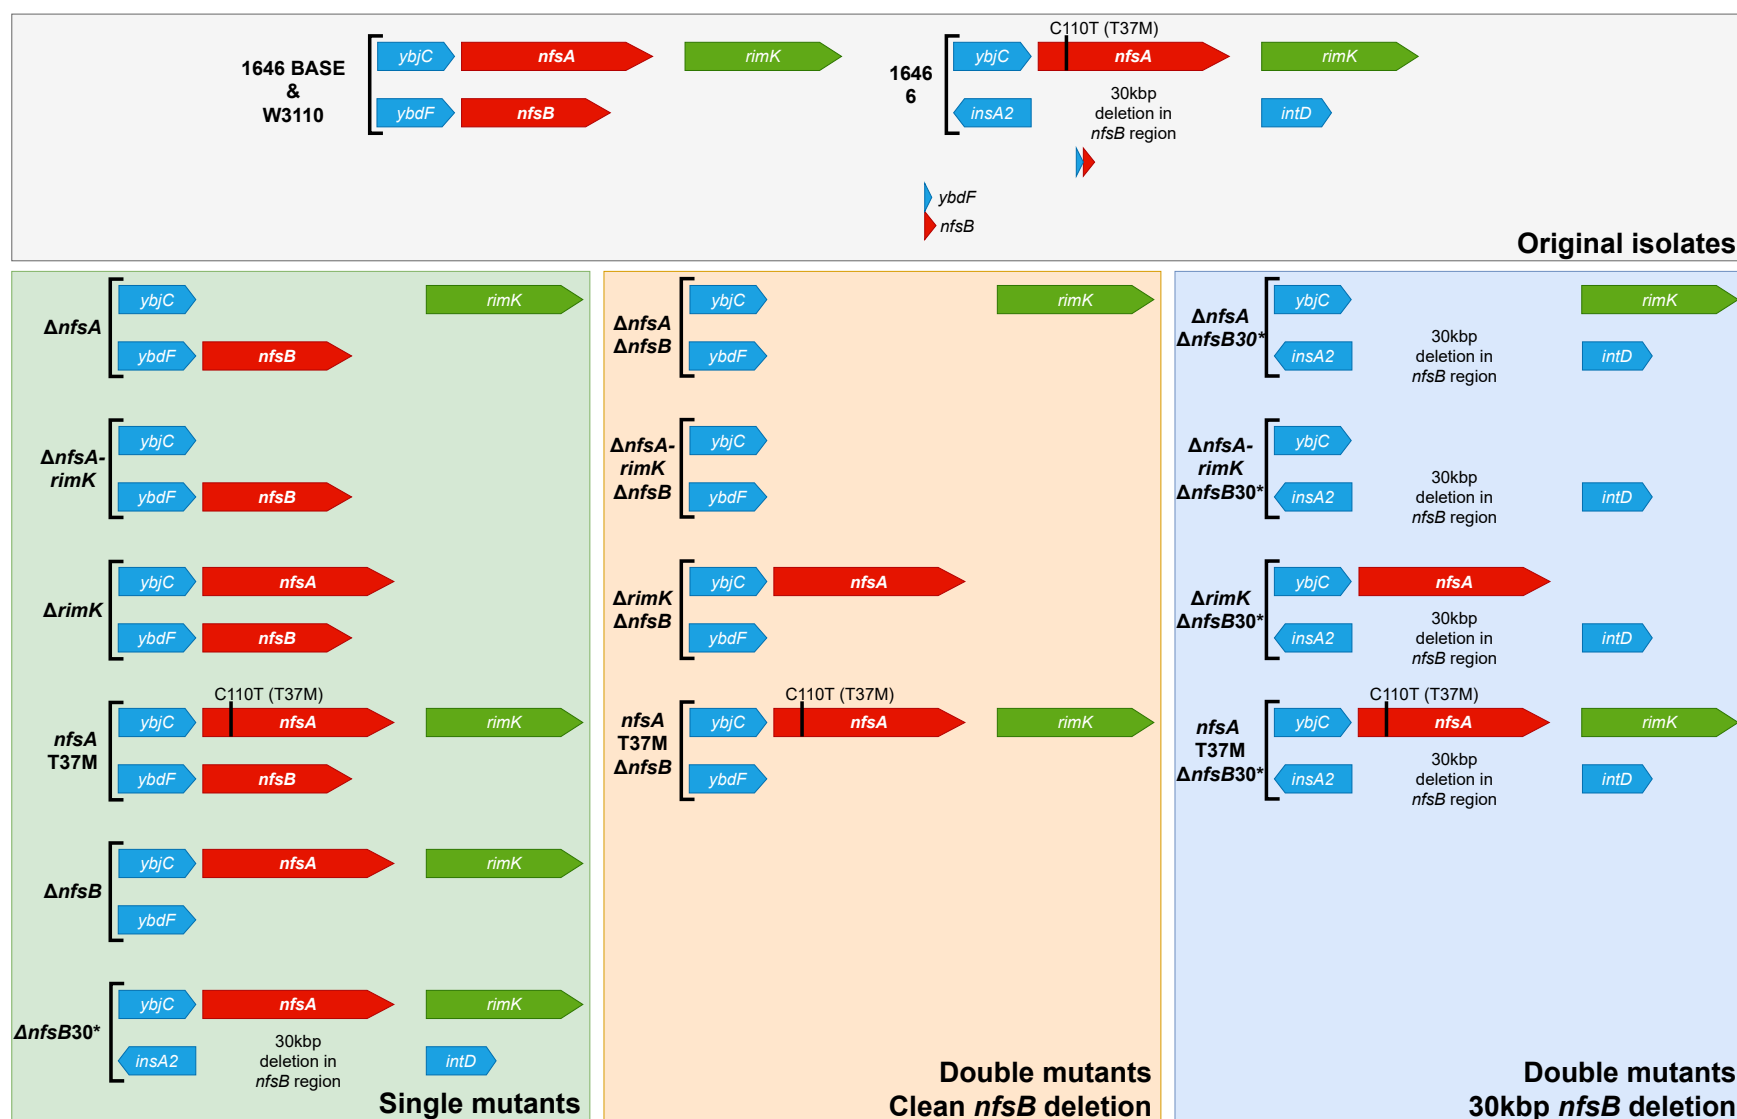 1646 BASE
&
W3110
ybjC
nfsA
rimK
ybdF
nfsB
1646
6
C110T (T37M)
ybjC
nfsA
rimK
insA2
30kbp
deletion in
nfsB region
intD
ybdF
nfsB
Original isolates
ΔnfsA
ybjC
rimK
ybdF
nfsB
ΔnfsA-
rimK
ybjC
ybdF
nfsB
ΔrimK
ybjC
nfsA
ybdF
nfsB
nfsA
T37M
C110T (T37M)
ybjC
nfsA
rimK
ybdF
nfsB
ΔnfsB
ybjC
nfsA
rimK
ybdF
ΔnfsB30*
ybjC
nfsA
rimK
insA2
30kbp
deletion in
nfsB region
intD
Single mutants
ΔnfsA
ΔnfsB
ybjC
rimK
ybdF
ΔnfsA-
rimK
ΔnfsB
ybjC
ybdF
ΔrimK
ΔnfsB
ybjC
nfsA
ybdF
nfsA
T37M
ΔnfsB
C110T (T37M)
ybjC
nfsA
rimK
ybdF
Double mutants
Clean nfsB deletion
ΔnfsA
ΔnfsB30*
ybjC
rimK
insA2
30kbp
deletion in
nfsB region
intD
ΔnfsA-
rimK
ΔnfsB30*
ybjC
insA2
30kbp
deletion in
nfsB region
intD
ΔrimK
ΔnfsB30*
ybjC
nfsA
insA2
30kbp
deletion in
nfsB region
intD
nfsA
T37M
ΔnfsB30*
C110T (T37M)
ybjC
nfsA
rimK
insA2
30kbp
deletion in
nfsB region
intD
Double mutants
30kbp nfsB deletion